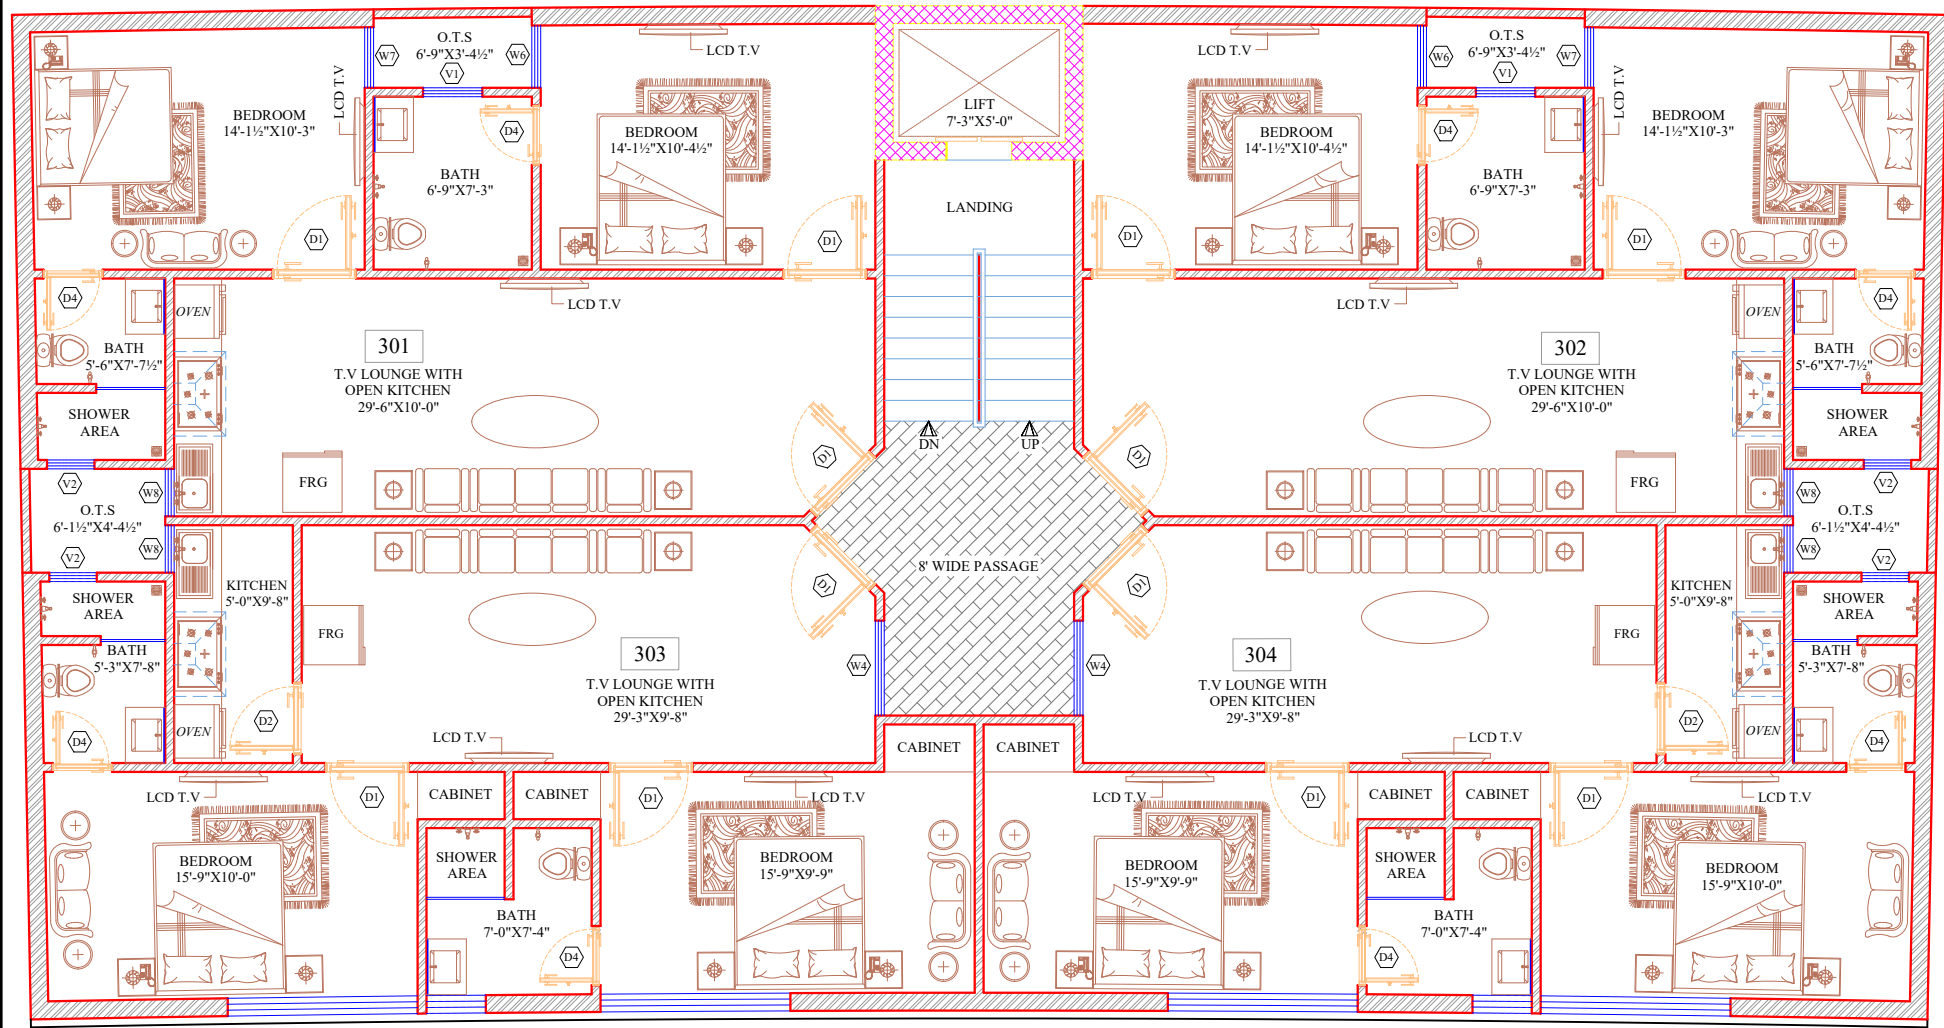 O.T.S
6'-9"X3'-4½"
W7
W6
V1
LCD T.V
LCD T.V
BEDROOM
14'-1½"X10'-3"
D4
BEDROOM
14'-1½"X10'-4½"
BATH
6'-9"X7'-3"
D1
D1
LIFT
7'-3"X5'-0"
LANDING
LCD T.V
O.T.S
6'-9"X3'-4½"
W6
W7
V1
LCD T.V
BEDROOM
14'-1½"X10'-4½"
D4
BEDROOM
14'-1½"X10'-3"
BATH
6'-9"X7'-3"
D1
D1
D4
OVEN
LCD T.V
BATH
5'-6"X7'-7½"
301
T.V LOUNGE WITH
OPEN KITCHEN
29'-6"X10'-0"
SHOWER
AREA
D1
FRG
V2
W8
O.T.S
6'-1½"X4'-4½"
V2
W8
DN
UP
LCD T.V
OVEN
D4
302
T.V LOUNGE WITH
OPEN KITCHEN
29'-6"X10'-0"
BATH
5'-6"X7'-7½"
SHOWER
AREA
D1
FRG
W8
V2
O.T.S
6'-1½"X4'-4½"
W8
V2
8' WIDE PASSAGE
SHOWER
AREA
KITCHEN
5'-0"X9'-8"
D1
FRG
BATH
5'-3"X7'-8"
303
T.V LOUNGE WITH
OPEN KITCHEN
29'-3"X9'-8"
W4
D4
OVEN
D2
LCD T.V
D1
W4
304
T.V LOUNGE WITH
OPEN KITCHEN
29'-3"X9'-8"
FRG
KITCHEN
5'-0"X9'-8"
SHOWER
AREA
BATH
5'-3"X7'-8"
D2
OVEN
D4
LCD T.V
CABINET
CABINET
LCD T.V
D1
CABINET
CABINET
D1
LCD T.V
BEDROOM
15'-9"X10'-0"
SHOWER
AREA
BATH
7'-0"X7'-4"
D4
BEDROOM
15'-9"X9'-9"
LCD T.V
D1
CABINET
CABINET
D1
LCD T.V
BEDROOM
15'-9"X9'-9"
SHOWER
AREA
BATH
7'-0"X7'-4"
D4
BEDROOM
15'-9"X10'-0"